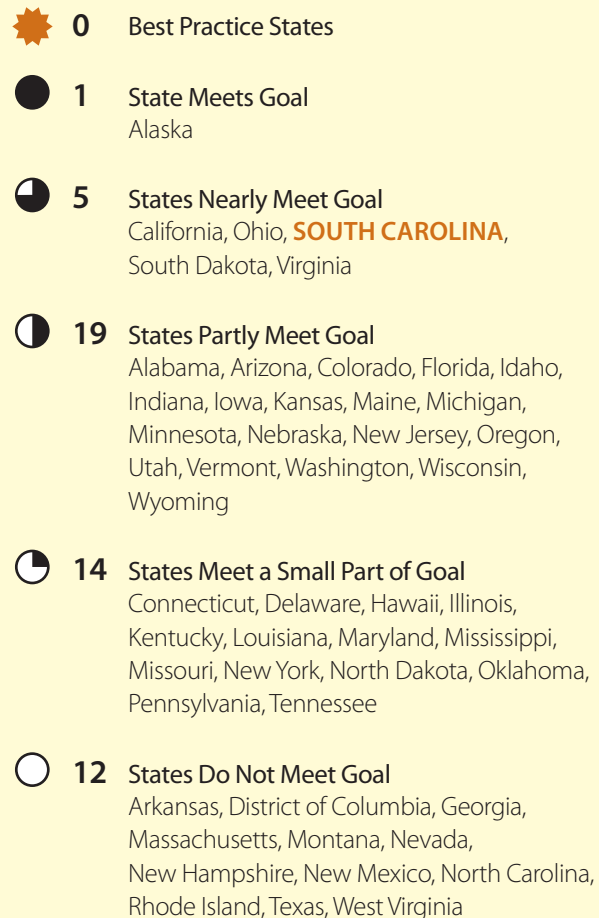 0 Best Practice States
1 State Meets Goal
Alaska
5 States Nearly Meet Goal
California, Ohio, SOUTH CAROLINA,
South Dakota, Virginia
19 States Partly Meet Goal
Alabama, Arizona, Colorado, Florida, Idaho,
Indiana, Iowa, Kansas, Maine, Michigan,
Minnesota, Nebraska, New Jersey, Oregon,
Utah, Vermont, Washington, Wisconsin,
Wyoming
14 States Meet a Small Part of Goal
Connecticut, Delaware, Hawaii, Illinois,
Kentucky, Louisiana, Maryland, Mississippi,
Missouri, New York, North Dakota, Oklahoma,
Pennsylvania, Tennessee
12 States Do Not Meet Goal
Arkansas, District of Columbia, Georgia,
Massachusetts, Montana, Nevada,
New Hampshire, New Mexico, North Carolina,
Rhode Island, Texas, West Virginia